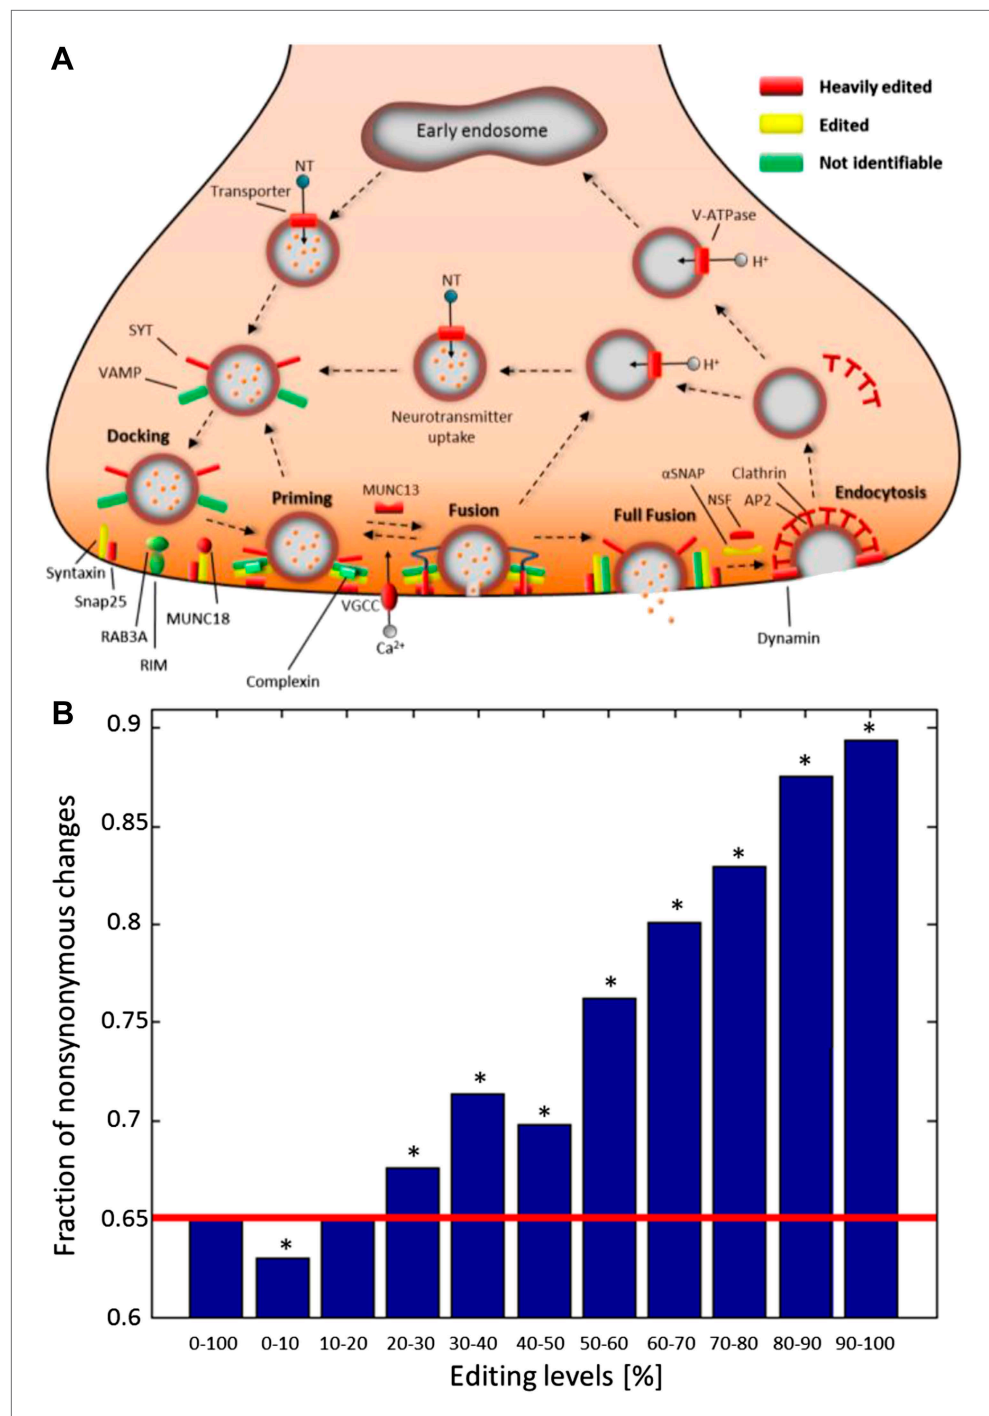 A
Heavily edited
Edited
Not identifiable
Early endosome
NT
Transporter
V-ATPase
H+
NT
SYT
VAMP
H+
Neurotransmitter
uptake
Docking
Priming
MUNC13
Fusion
Full Fusion
αSNAP
Clathrin
NSF
AP2
Endocytosis
Syntaxin
Snap25
RAB3A
RIM
MUNC18
VGCC
Ca2+
Complexin
Dynamin
B
Fraction of nonsynonymous changes
0.9
0.85
0.8
0.75
0.7
0.65
0.6
* * * * * * * * *
0-100 0-10 10-20 20-30 30-40 40-50 50-60 60-70 70-80 80-90 90-100
Editing levels [%]